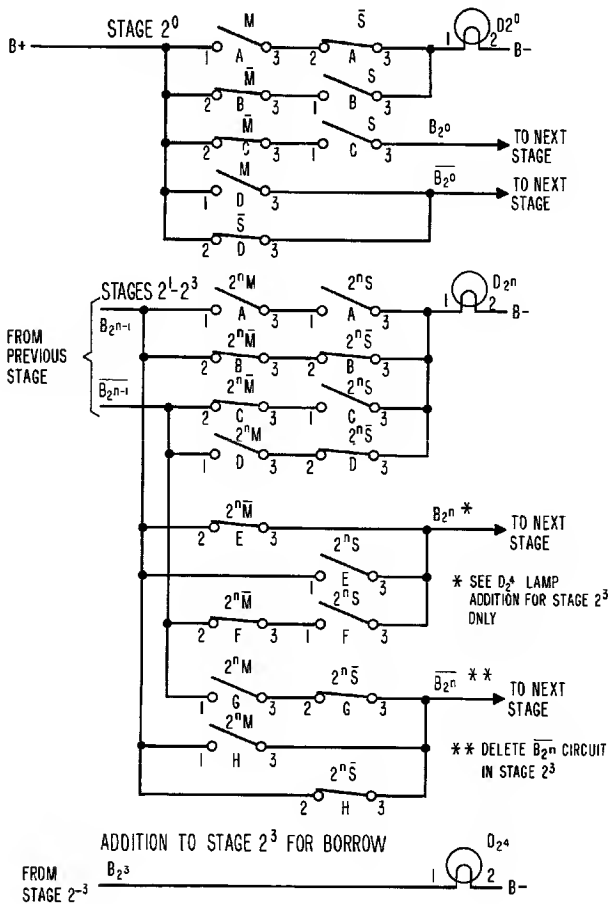 STAGE 2⁰ M S̅ D2⁰
B+ 1 A 3 2 A 3 1 2 B-
M̅ S
2 B 3 1 B 3
M̅ S B₂⁰
2 C 3 1 C 3 TO NEXT STAGE
M B̅₂⁰
1 D 3 TO NEXT STAGE
S̅
2 D 3
STAGES 2¹-2³ 2ⁿM 2ⁿS D₂ⁿ
B₂ⁿ⁻¹ 1 A 3 1 A 3 1 2 B-
FROM PREVIOUS STAGE
2ⁿM̅ 2ⁿS̅
2 B 3 2 B 3
B̅₂ⁿ⁻¹ 2ⁿM̅ 2ⁿS
2 C 3 1 C 3
2ⁿM 2ⁿS̅
1 D 3 2 D 3
2ⁿM̅ B₂ⁿ *
2 E 3 TO NEXT STAGE
2ⁿS
1 E 3
* SEE D₂⁴ LAMP
ADDITION FOR STAGE 2³
ONLY
2ⁿM̅ 2ⁿS
2 F 3 1 F 3
2ⁿM 2ⁿS̅ B̅₂ⁿ **
1 G 3 2 G 3 TO NEXT STAGE
2ⁿM
1 H 3
** DELETE B̅₂ⁿ CIRCUIT
IN STAGE 2³
2ⁿS̅
2 H 3
ADDITION TO STAGE 2³ FOR BORROW D₂⁴
FROM B₂³ 1 2 B-
STAGE 2⁻³